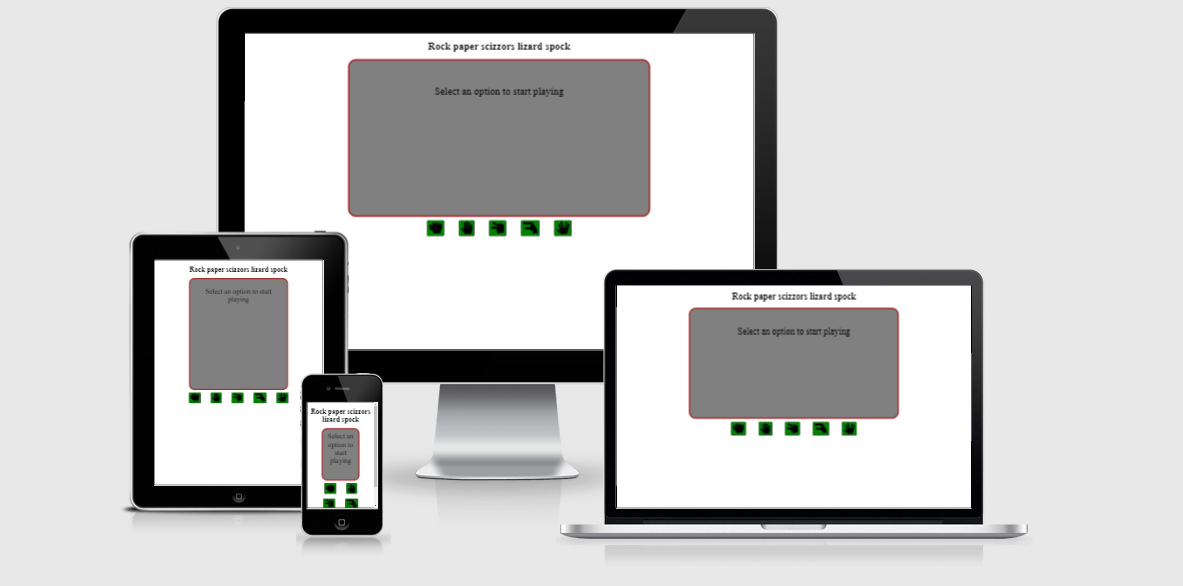 Rock paper scizzors lizard spock
Select an option to start playing
Rock paper scizzors lizard spock
Select an option to start
playing
Rock paper scizzors
lizard spock
Select an
option to
start
playing
Rock paper scizzors lizard spock
Select an option to start playing